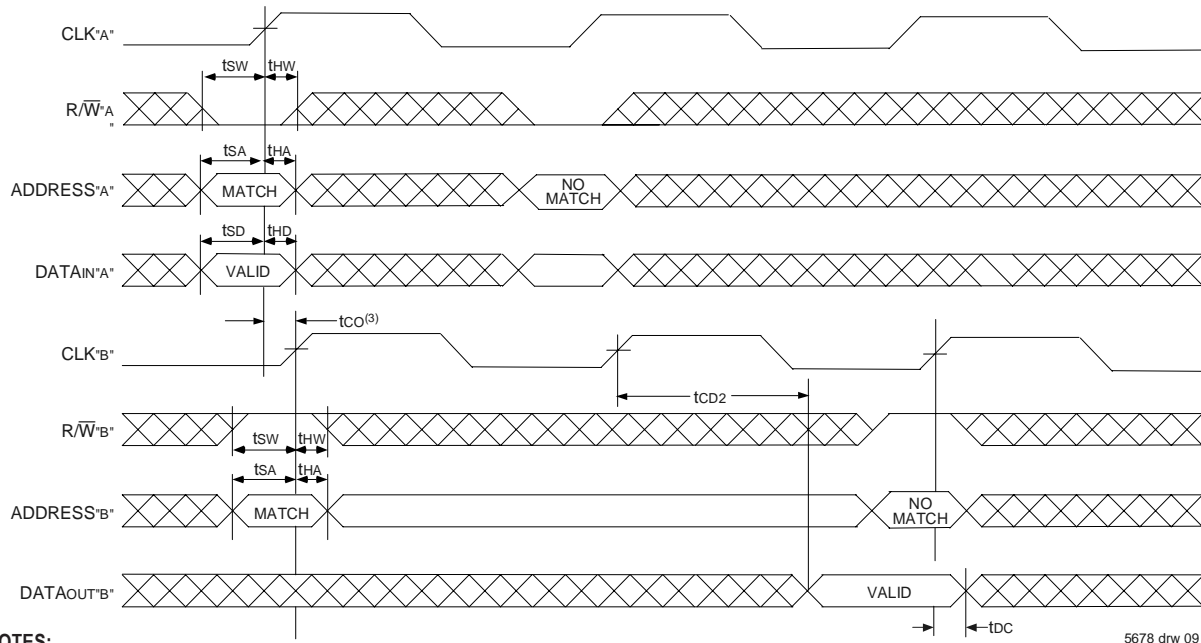 CLK"A"
tSW tHW
R/W̅"A
"
tSA tHA
ADDRESS"A" MATCH NO MATCH
tSD tHD
DATAIN"A" VALID
tCO(3)
CLK"B"
tCD2
R/W̅"B"
tSW tHW
tSA tHA
ADDRESS"B" MATCH NO MATCH
DATAOUT"B" VALID
tDC
OTES:
5678 drw 09